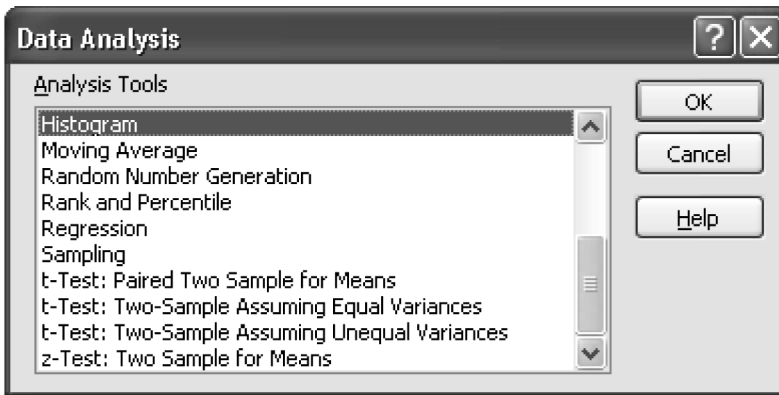 Data Analysis
Analysis Tools
Histogram
Moving Average
Random Number Generation
Rank and Percentile
Regression
Sampling
t-Test: Paired Two Sample for Means
t-Test: Two-Sample Assuming Equal Variances
t-Test: Two-Sample Assuming Unequal Variances
z-Test: Two Sample for Means
OK
Cancel
Help